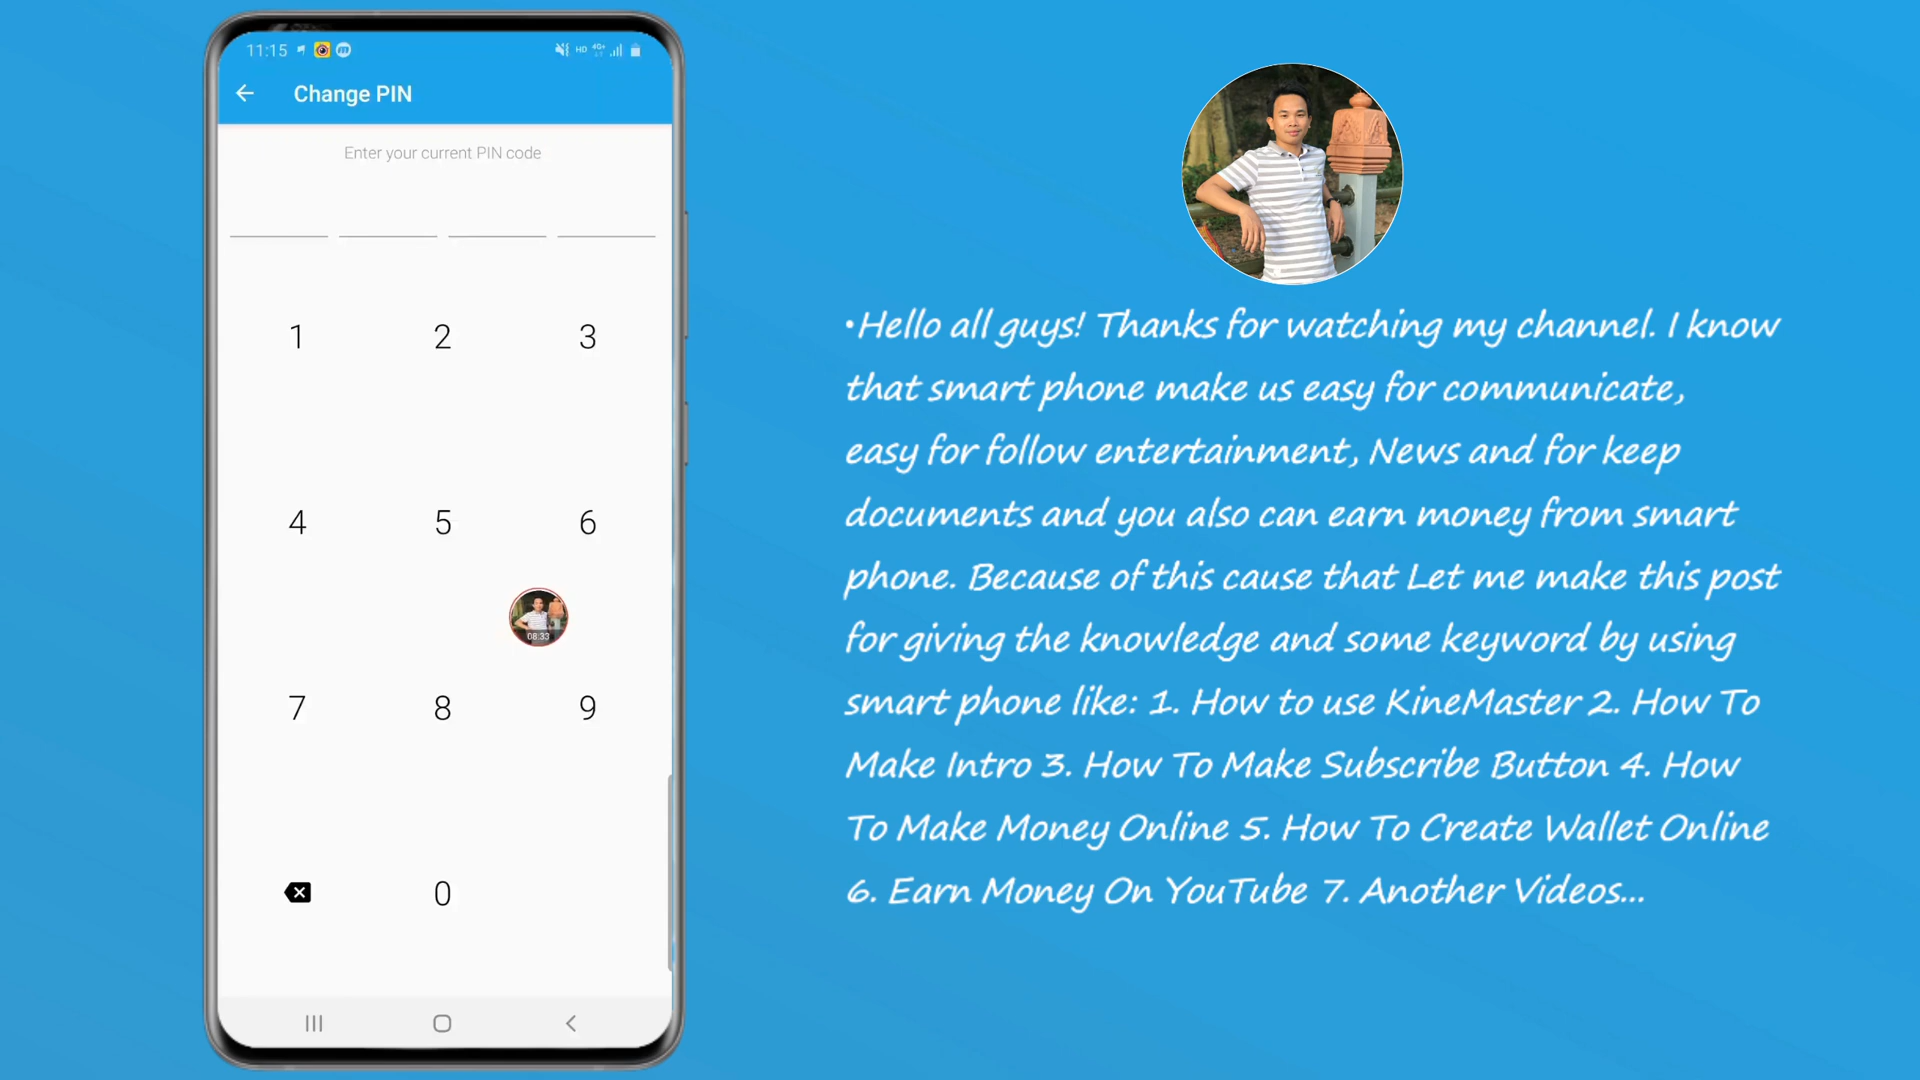 11:15
HD 4G+
Change PIN
Enter your current PIN code
1 2 3
4 5 6
08:33
7 8 9
0
•Hello all guys! Thanks for watching my channel. I know
that smart phone make us easy for communicate,
easy for follow entertainment, News and for keep
documents and you also can earn money from smart
phone. Because of this cause that Let me make this post
for giving the knowledge and some keyword by using
smart phone like: 1. How to use KineMaster 2. How To
Make Intro 3. How To Make Subscribe Button 4. How
To Make Money Online 5. How To Create Wallet Online
6. Earn Money On YouTube 7. Another Videos...